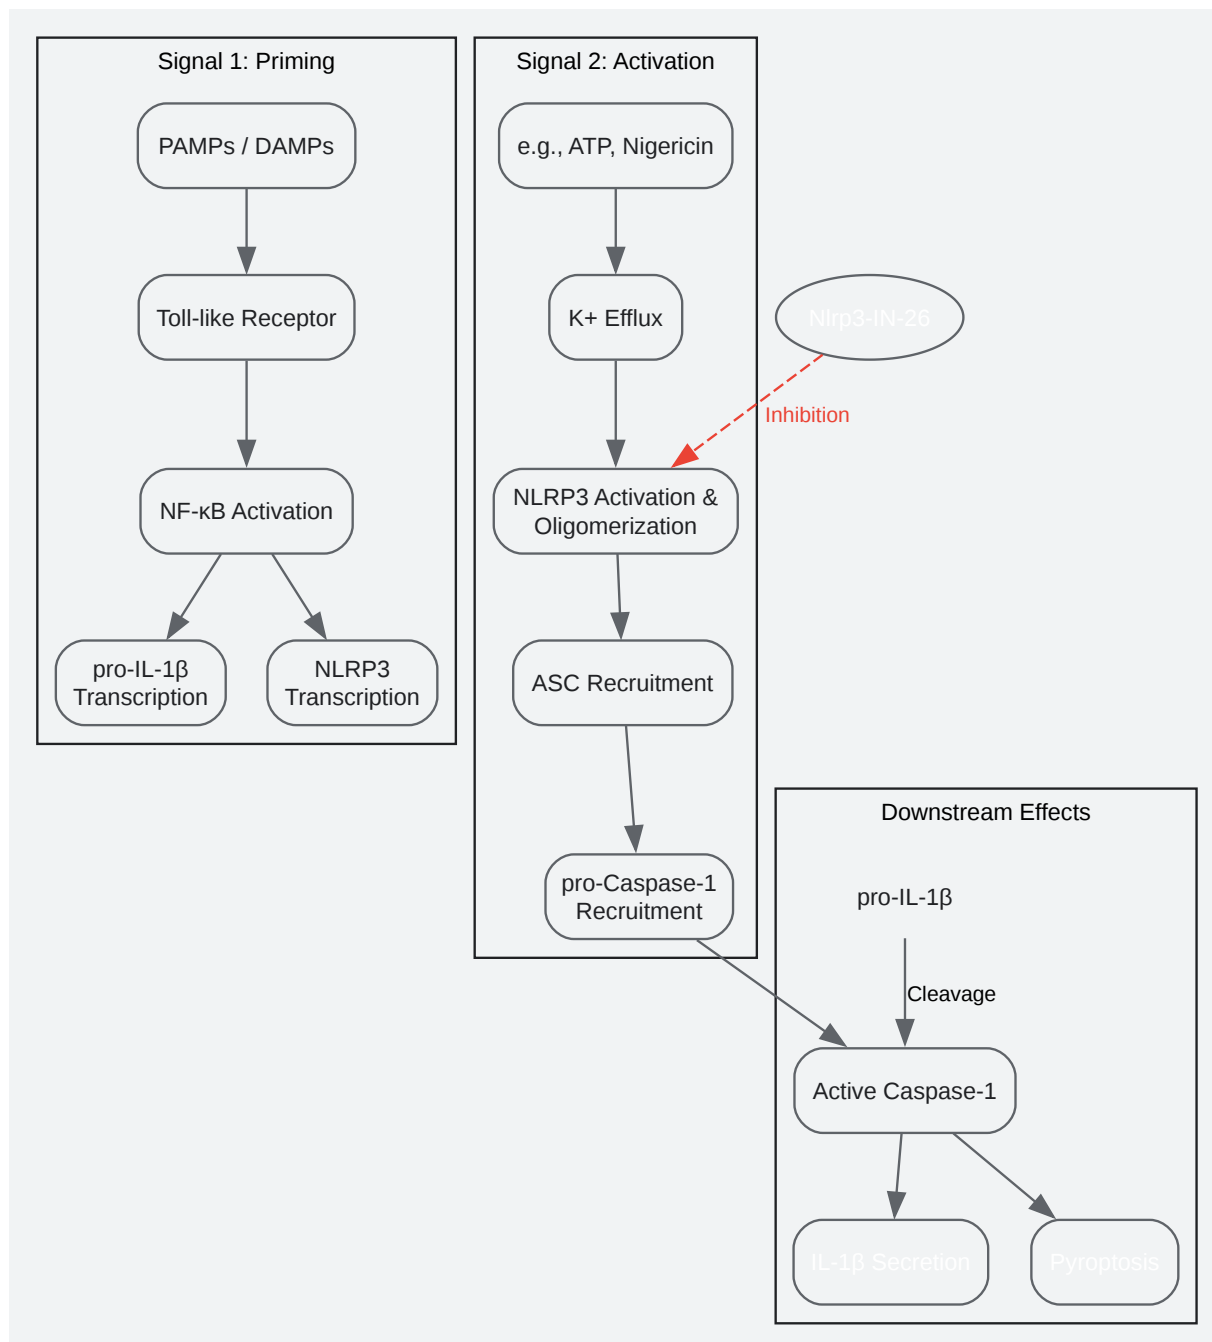 Signal 1: Priming
PAMPs / DAMPs
Toll-like Receptor
NF-κB Activation
pro-IL-1β
Transcription
NLRP3
Transcription
Signal 2: Activation
e.g., ATP, Nigericin
K+ Efflux
Nlrp3-IN-26
Inhibition
NLRP3 Activation &
Oligomerization
ASC Recruitment
pro-Caspase-1
Recruitment
Downstream Effects
pro-IL-1β
Cleavage
Active Caspase-1
IL-1β Secretion
Pyroptosis